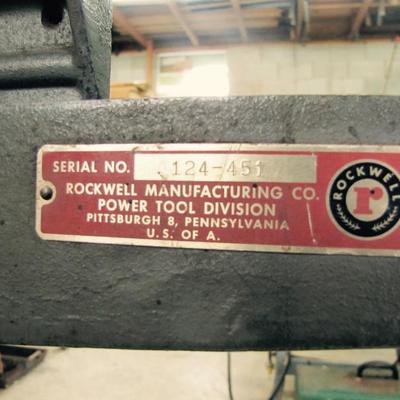 SERIAL NO. 124-451
ROCKWELL MANUFACTURING CO.
POWER TOOL DIVISION
PITTSBURGH 8, PENNSYLVANIA
U.S. OF A.
ROCKWELL
r